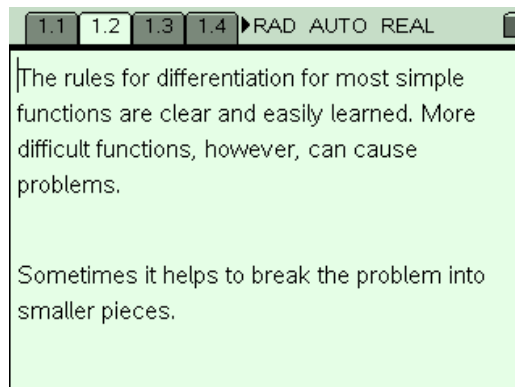 1.1 1.2 1.3 1.4 RAD AUTO REAL
The rules for differentiation for most simple
functions are clear and easily learned. More
difficult functions, however, can cause
problems.
Sometimes it helps to break the problem into
smaller pieces.